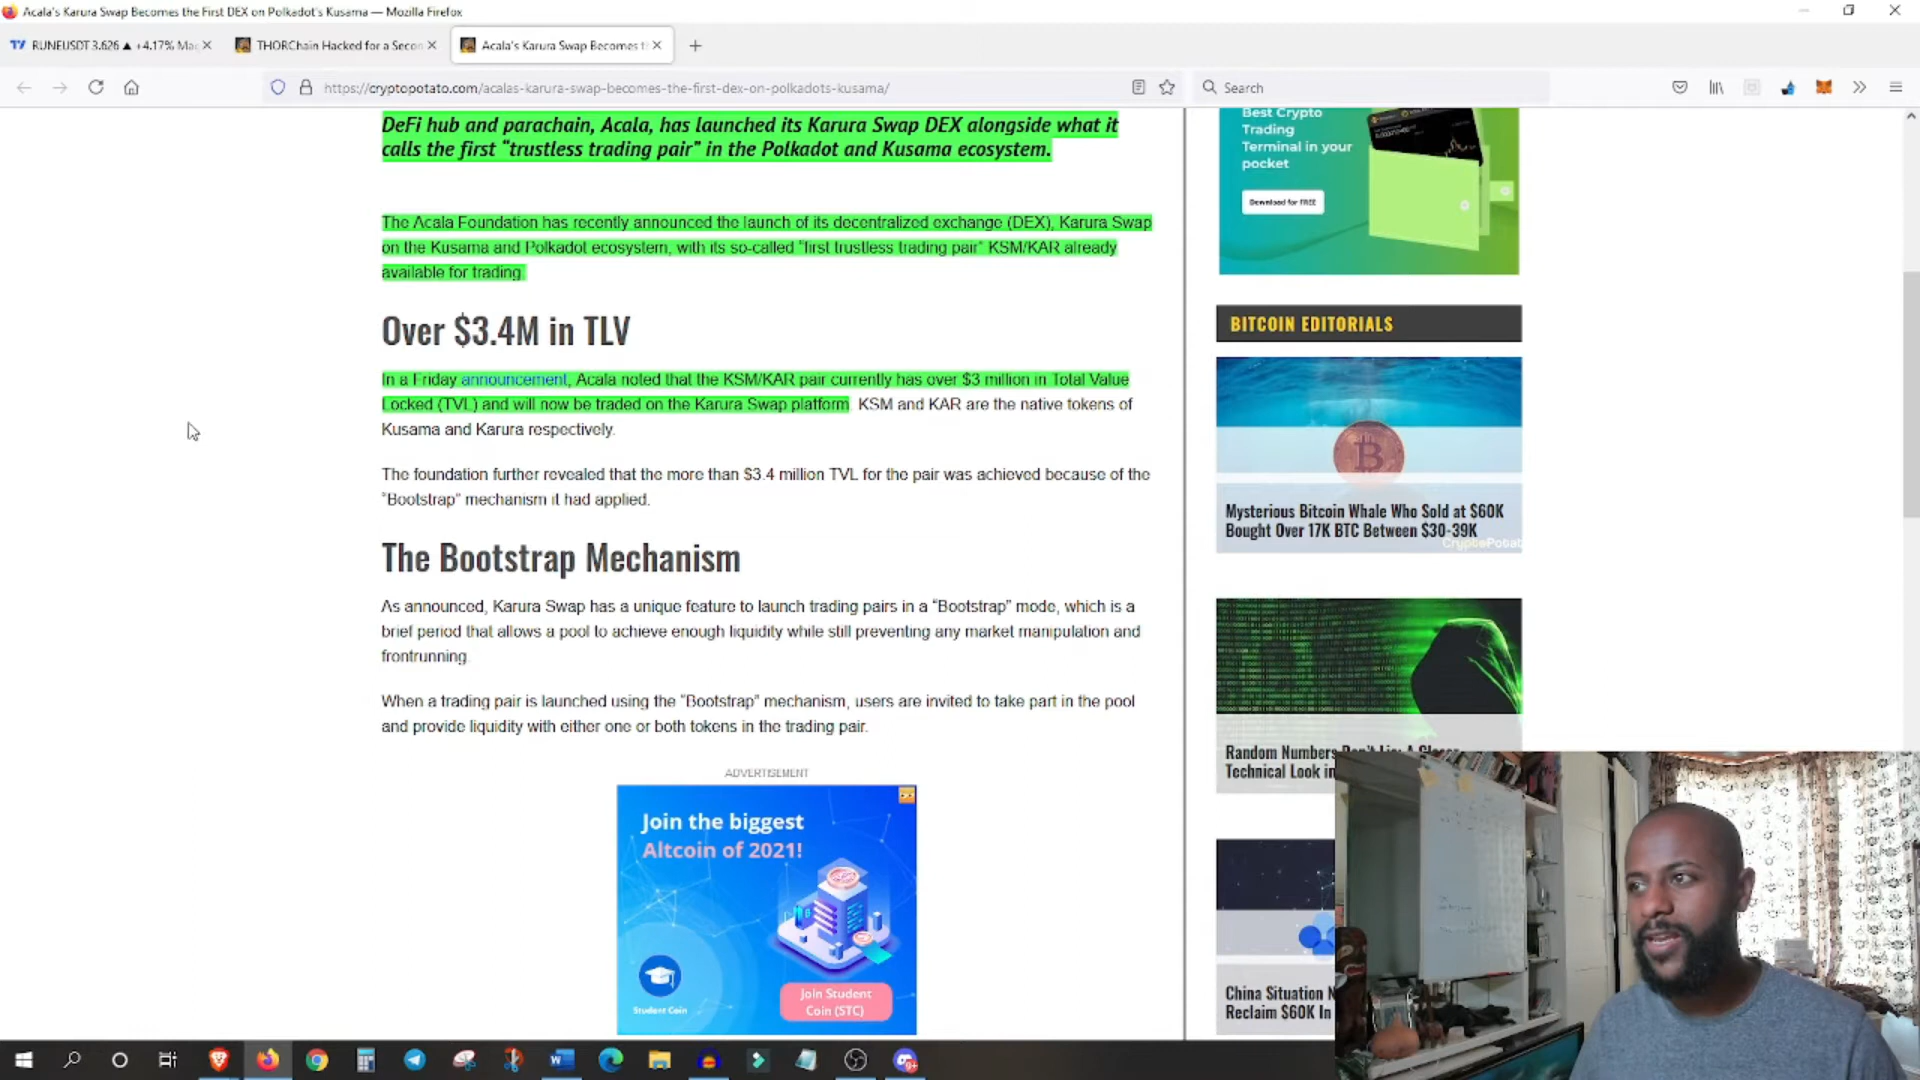 Acala's Karura Swap Becomes the First DEX on Polkadot's Kusama — Mozilla Firefox
RUNEUSDT 3.626 ▲ +4.17% Ma
THORChain Hacked for a Secon
Acala's Karura Swap Becomes t
https://cryptopotato.com/acalas-karura-swap-becomes-the-first-dex-on-polkadots-kusama/
Search
DeFi hub and parachain, Acala, has launched its Karura Swap DEX alongside what it
calls the first “trustless trading pair” in the Polkadot and Kusama ecosystem.
The Acala Foundation has recently announced the launch of its decentralized exchange (DEX), Karura Swap
on the Kusama and Polkadot ecosystem, with its so-called “first trustless trading pair” KSM/KAR already
available for trading.
Over $3.4M in TLV
In a Friday announcement, Acala noted that the KSM/KAR pair currently has over $3 million in Total Value
Locked (TVL) and will now be traded on the Karura Swap platform. KSM and KAR are the native tokens of
Kusama and Karura respectively.
The foundation further revealed that the more than $3.4 million TVL for the pair was achieved because of the
“Bootstrap” mechanism it had applied.
The Bootstrap Mechanism
As announced, Karura Swap has a unique feature to launch trading pairs in a “Bootstrap” mode, which is a
brief period that allows a pool to achieve enough liquidity while still preventing any market manipulation and
frontrunning.
When a trading pair is launched using the “Bootstrap” mechanism, users are invited to take part in the pool
and provide liquidity with either one or both tokens in the trading pair.
ADVERTISEMENT
Join the biggest
Altcoin of 2021!
Student Coin
Join Student
Coin (STC)
Best Crypto
Trading
Terminal in your
pocket
Download for FREE
BITCOIN EDITORIALS
Mysterious Bitcoin Whale Who Sold at $60K
Bought Over 17K BTC Between $30-39K
CryptoPotat
Random Numbers Don't Lie: A Closer
Technical Look in
China Situation N
Reclaim $60K In